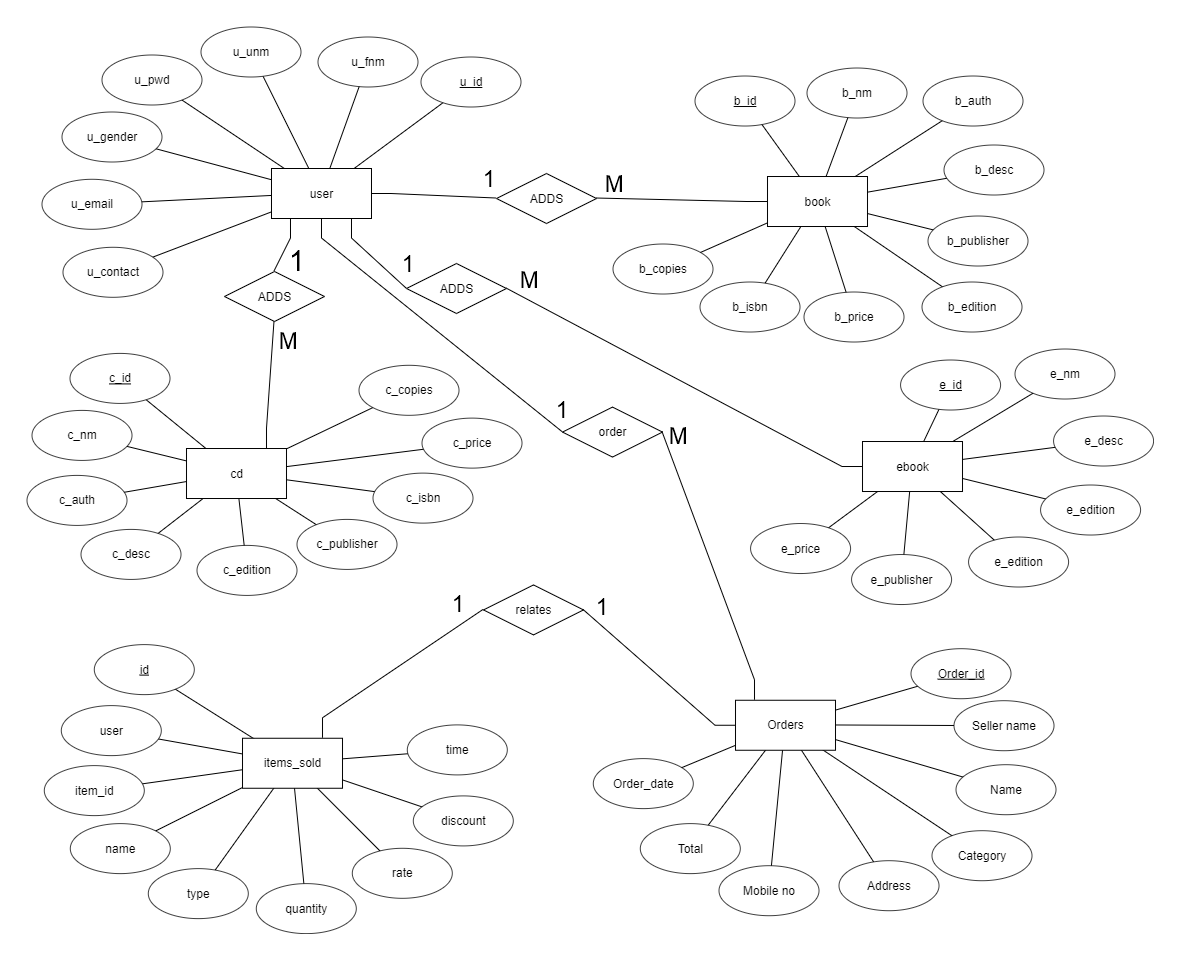 u_unm
u_fnm
u_pwd
u_id
u_gender
u_email
u_contact
user
1
ADDS
M
b_id
b_nm
b_auth
b_desc
b_publisher
b_edition
b_price
b_isbn
b_copies
book
1
ADDS
M
1
ADDS
M
c_id
c_nm
c_auth
c_desc
c_edition
c_publisher
c_isbn
c_price
c_copies
cd
1
order
M
e_id
e_nm
e_desc
e_edition
e_edition
e_publisher
e_price
ebook
1
relates
1
id
user
item_id
name
type
quantity
rate
discount
time
items_sold
Order_id
Seller name
Name
Category
Address
Mobile no
Total
Order_date
Orders